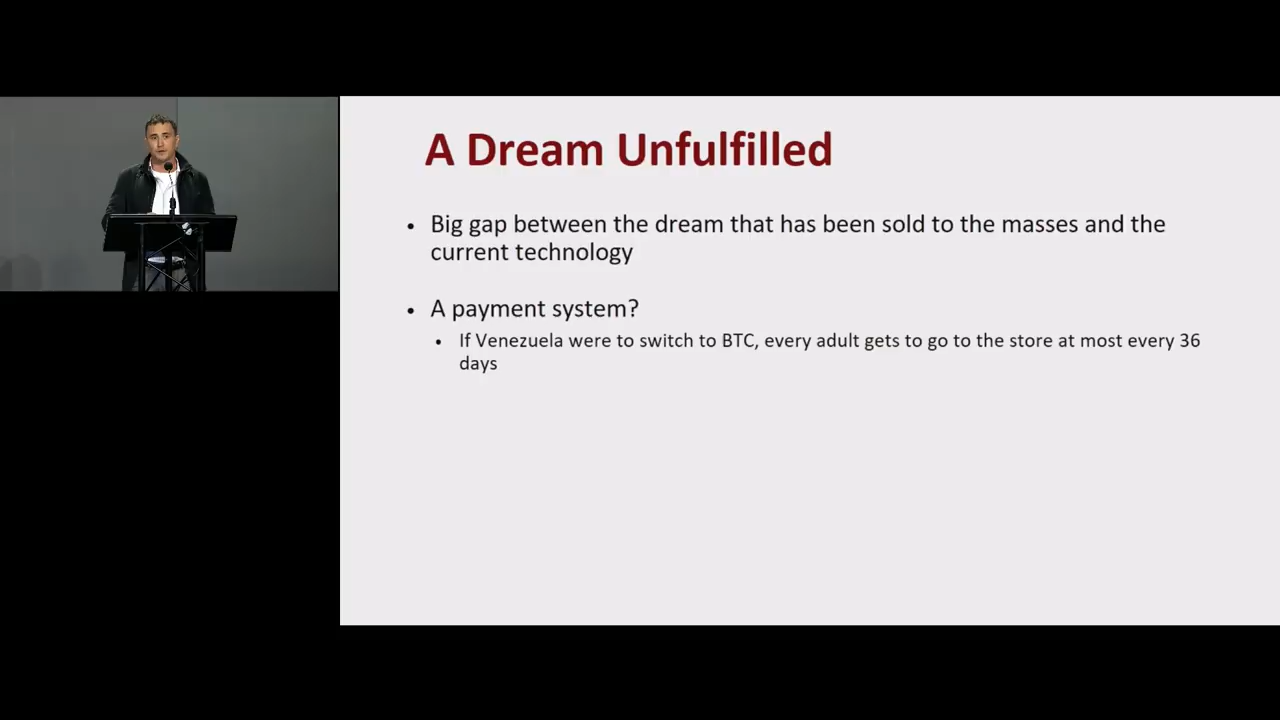 A Dream Unfulfilled
• Big gap between the dream that has been sold to the masses and the
current technology
• A payment system?
• If Venezuela were to switch to BTC, every adult gets to go to the store at most every 36
days